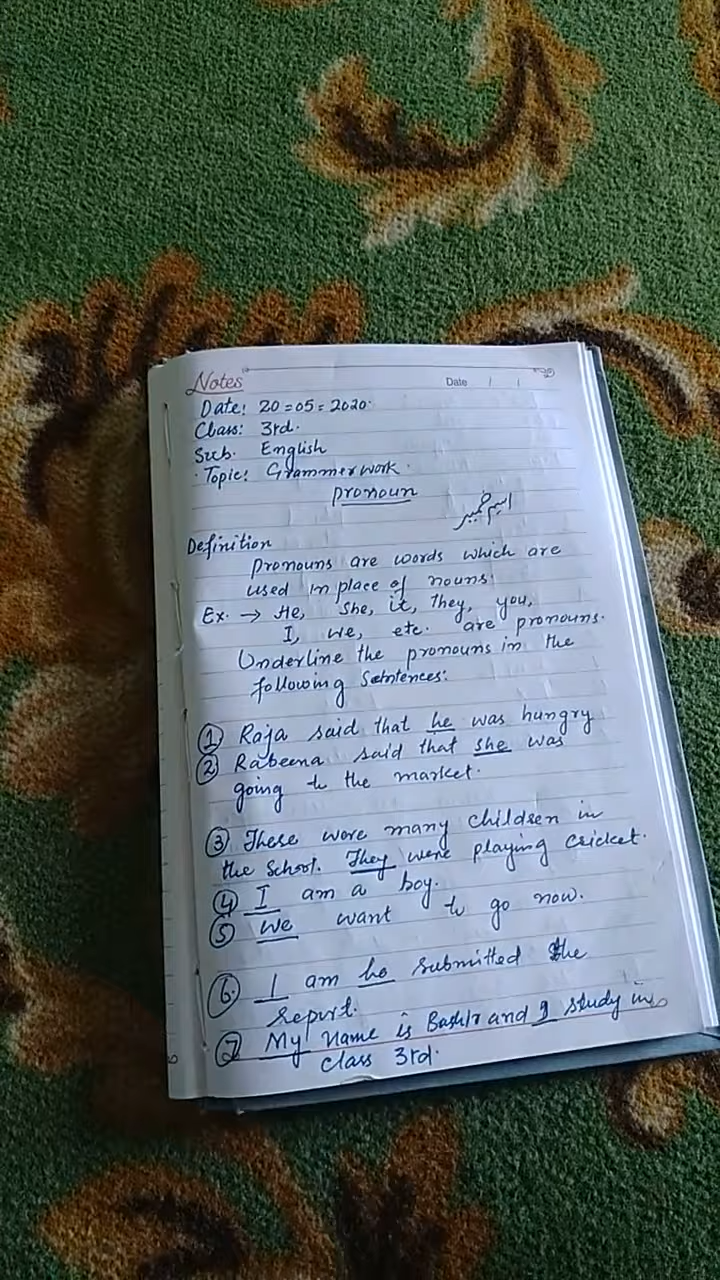 Notes
Date / /
Date: 20=05=2020.
Class: 3rd.
Sub. English
Topic: Grammer work.
pronoun
اسم ضمیر
Definition
pronouns are words which are
used in place of nouns.
Ex. → He, She, it, They, you,
I, we, etc. are pronouns.
Underline the pronouns in the
following Sentences:
① Raja said that he was hungry
② Rabeena said that she was
going to the market.
③ There were many children in
the School. They were playing cricket.
④ I am a boy.
⑤ we want to go now.
⑥. I am he submitted the
report.
⑦ My Name is Bashir and I study in
Class 3rd.